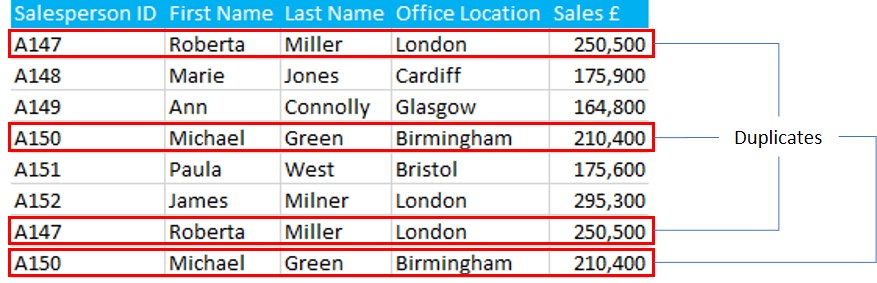 Salesperson ID First Name Last Name Office Location Sales £
A147 Roberta Miller London 250,500
A148 Marie Jones Cardiff 175,900
A149 Ann Connolly Glasgow 164,800
A150 Michael Green Birmingham 210,400
Duplicates
A151 Paula West Bristol 175,600
A152 James Milner London 295,300
A147 Roberta Miller London 250,500
A150 Michael Green Birmingham 210,400